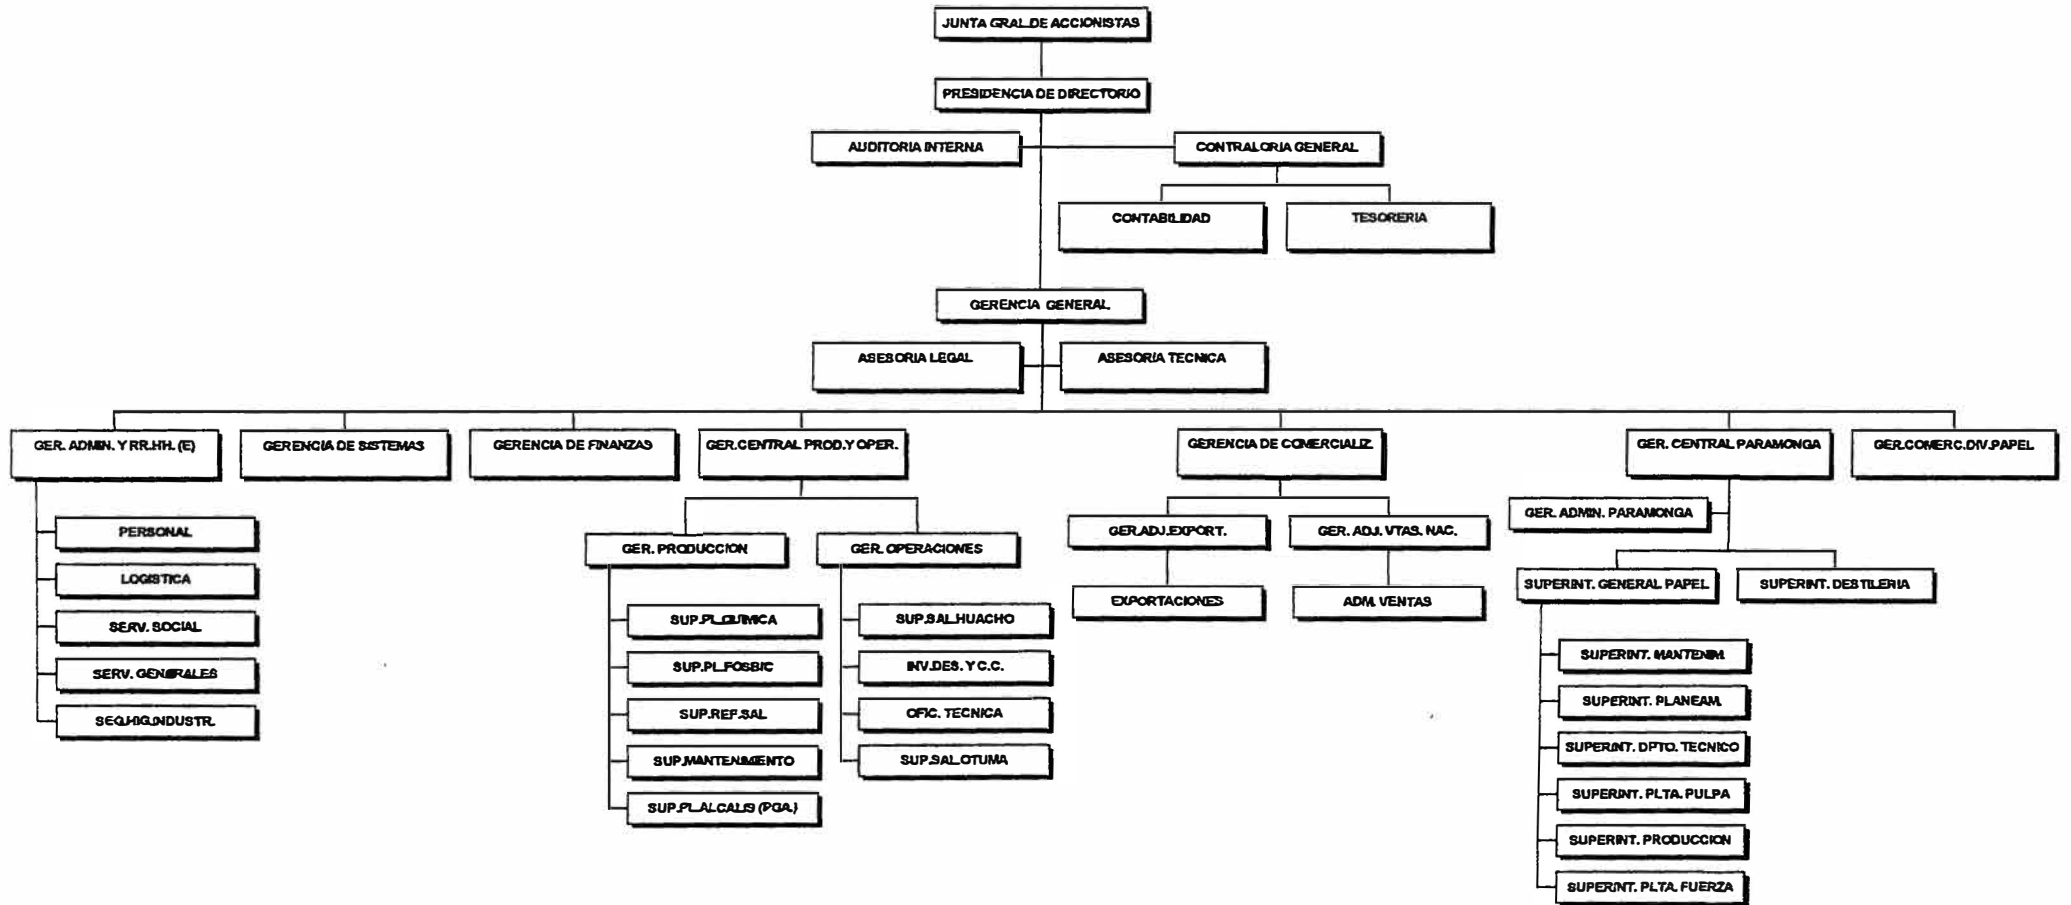 JUNTA GRAL.DE ACCIONISTAS
PRESIDENCIA DE DIRECTORIO
AUDITORIA INTERNA
CONTRALORIA GENERAL
CONTABILIDAD
TESORERIA
GERENCIA GENERAL
ASESORIA LEGAL
ASESORIA TECNICA
GER. ADMIN. Y RR.HH. (E)
GERENCIA DE SISTEMAS
GERENCIA DE FINANZAS
GER.CENTRAL PROD.Y OPER.
GERENCIA DE COMERCIALIZ.
GER. CENTRAL PARAMONGA
GER.COMERC.DIV.PAPEL
PERSONAL
LOGISTICA
SERV. SOCIAL
SERV. GENERALES
SEG.HIG.INDUSTR.
GER. PRODUCCION
GER. OPERACIONES
SUP.PL.QUIMICA
SUP.PL.FOSBIC
SUP.REF.SAL
SUP.MANTENIMIENTO
SUP.PL.ALCALIS (PGA.)
SUP.SAL.HUACHO
INV.DES. Y C.C.
OFIC. TECNICA
SUP.SAL.OTUMA
GER.ADJ.EXPORT.
GER. ADJ. VTAS. NAC.
EXPORTACIONES
ADM. VENTAS
GER. ADMIN. PARAMONGA
SUPERINT. GENERAL PAPEL
SUPERINT. DESTILERIA
SUPERINT. MANTENIM.
SUPERINT. PLANEAM.
SUPERINT. DPTO. TECNICO
SUPERINT. PLTA. PULPA
SUPERINT. PRODUCCION
SUPERINT. PLTA. FUERZA